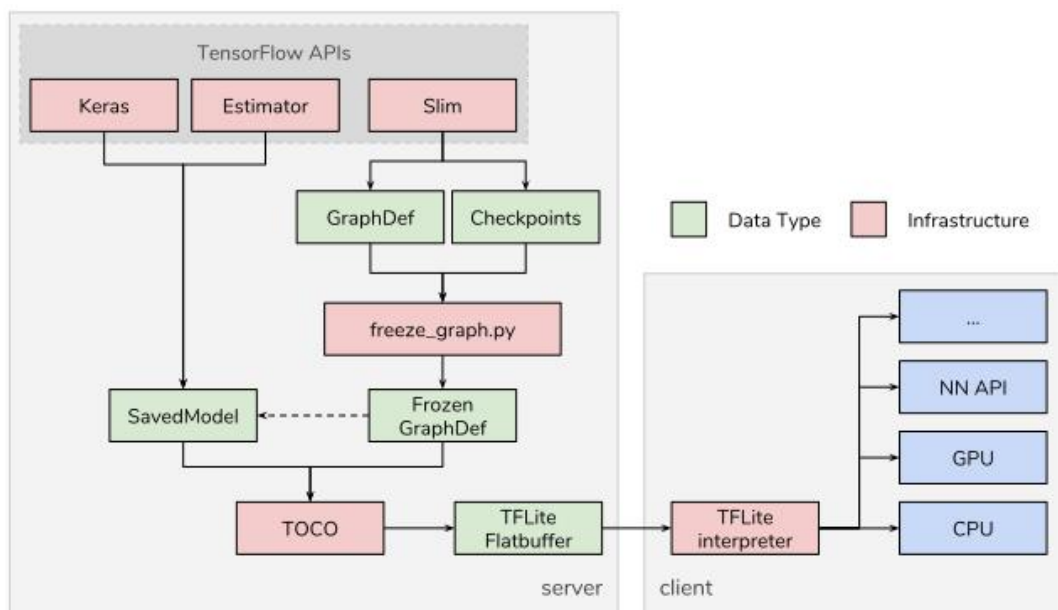 TensorFlow APIs
Keras
Estimator
Slim
GraphDef
Checkpoints
Data Type
Infrastructure
freeze_graph.py
...
NN API
SavedModel
Frozen
GraphDef
GPU
TOCO
TFLite
Flatbuffer
TFLite
interpreter
CPU
server
client